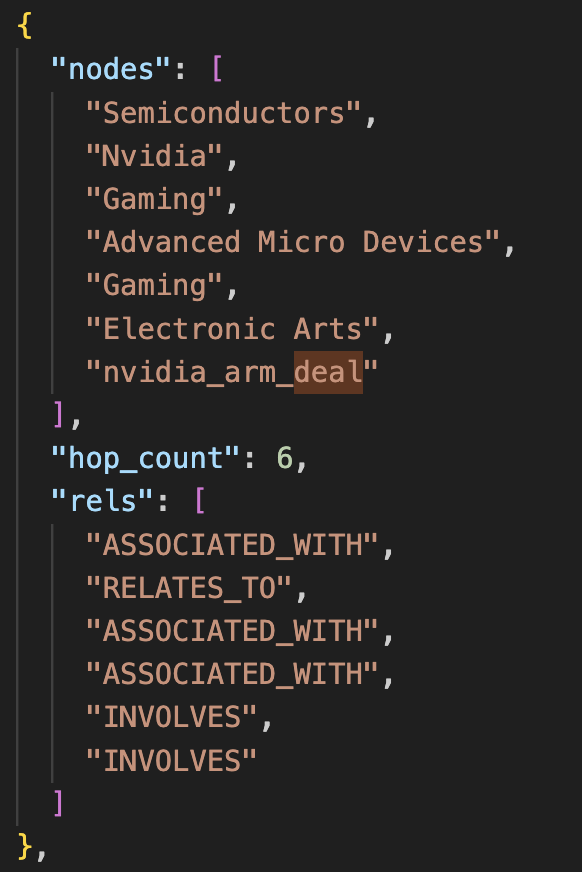 {
"nodes": [
"Semiconductors",
"Nvidia",
"Gaming",
"Advanced Micro Devices",
"Gaming",
"Electronic Arts",
"nvidia_arm_deal"
],
"hop_count": 6,
"rels": [
"ASSOCIATED_WITH",
"RELATES_TO",
"ASSOCIATED_WITH",
"ASSOCIATED_WITH",
"INVOLVES",
"INVOLVES"
]
},